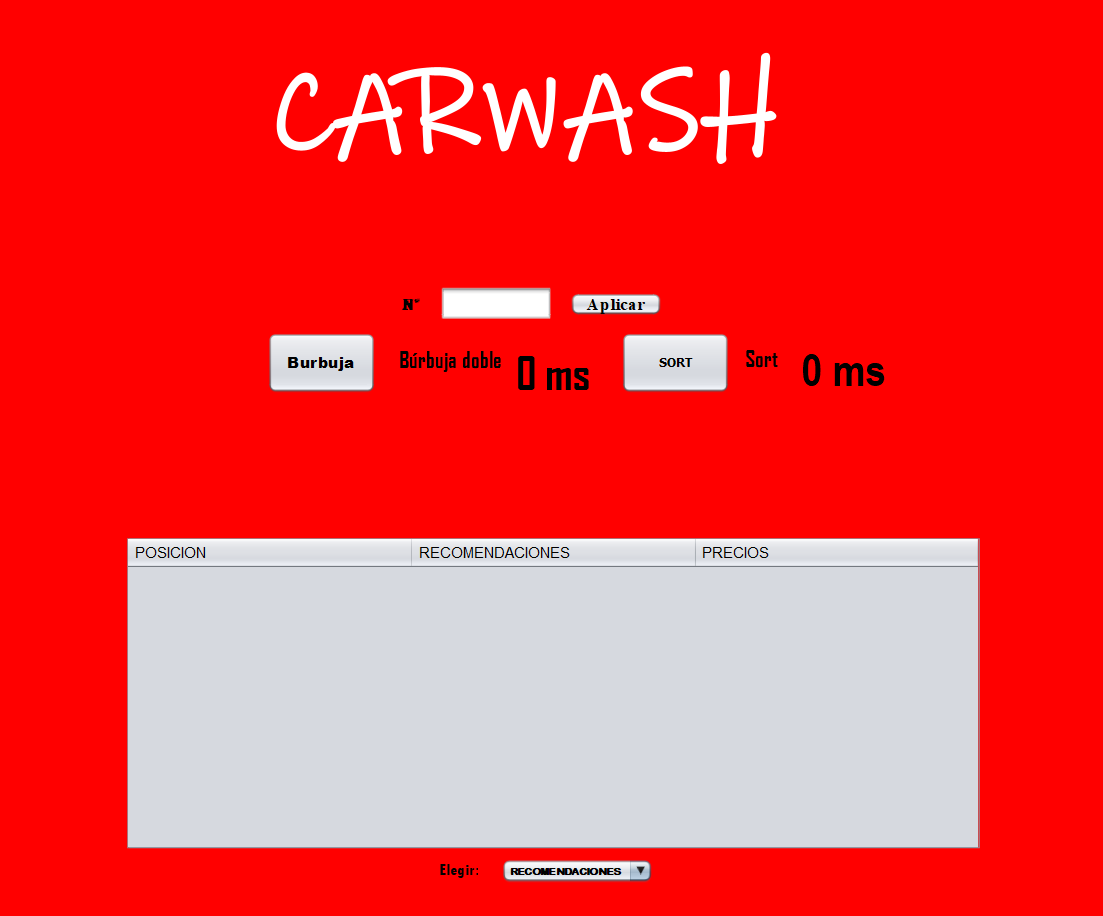 CARWASH
N° Aplicar
Burbuja Búrbuja doble 0 ms SORT Sort 0 ms
POSICION RECOMENDACIONES PRECIOS
Elegir: RECOMENDACIONES